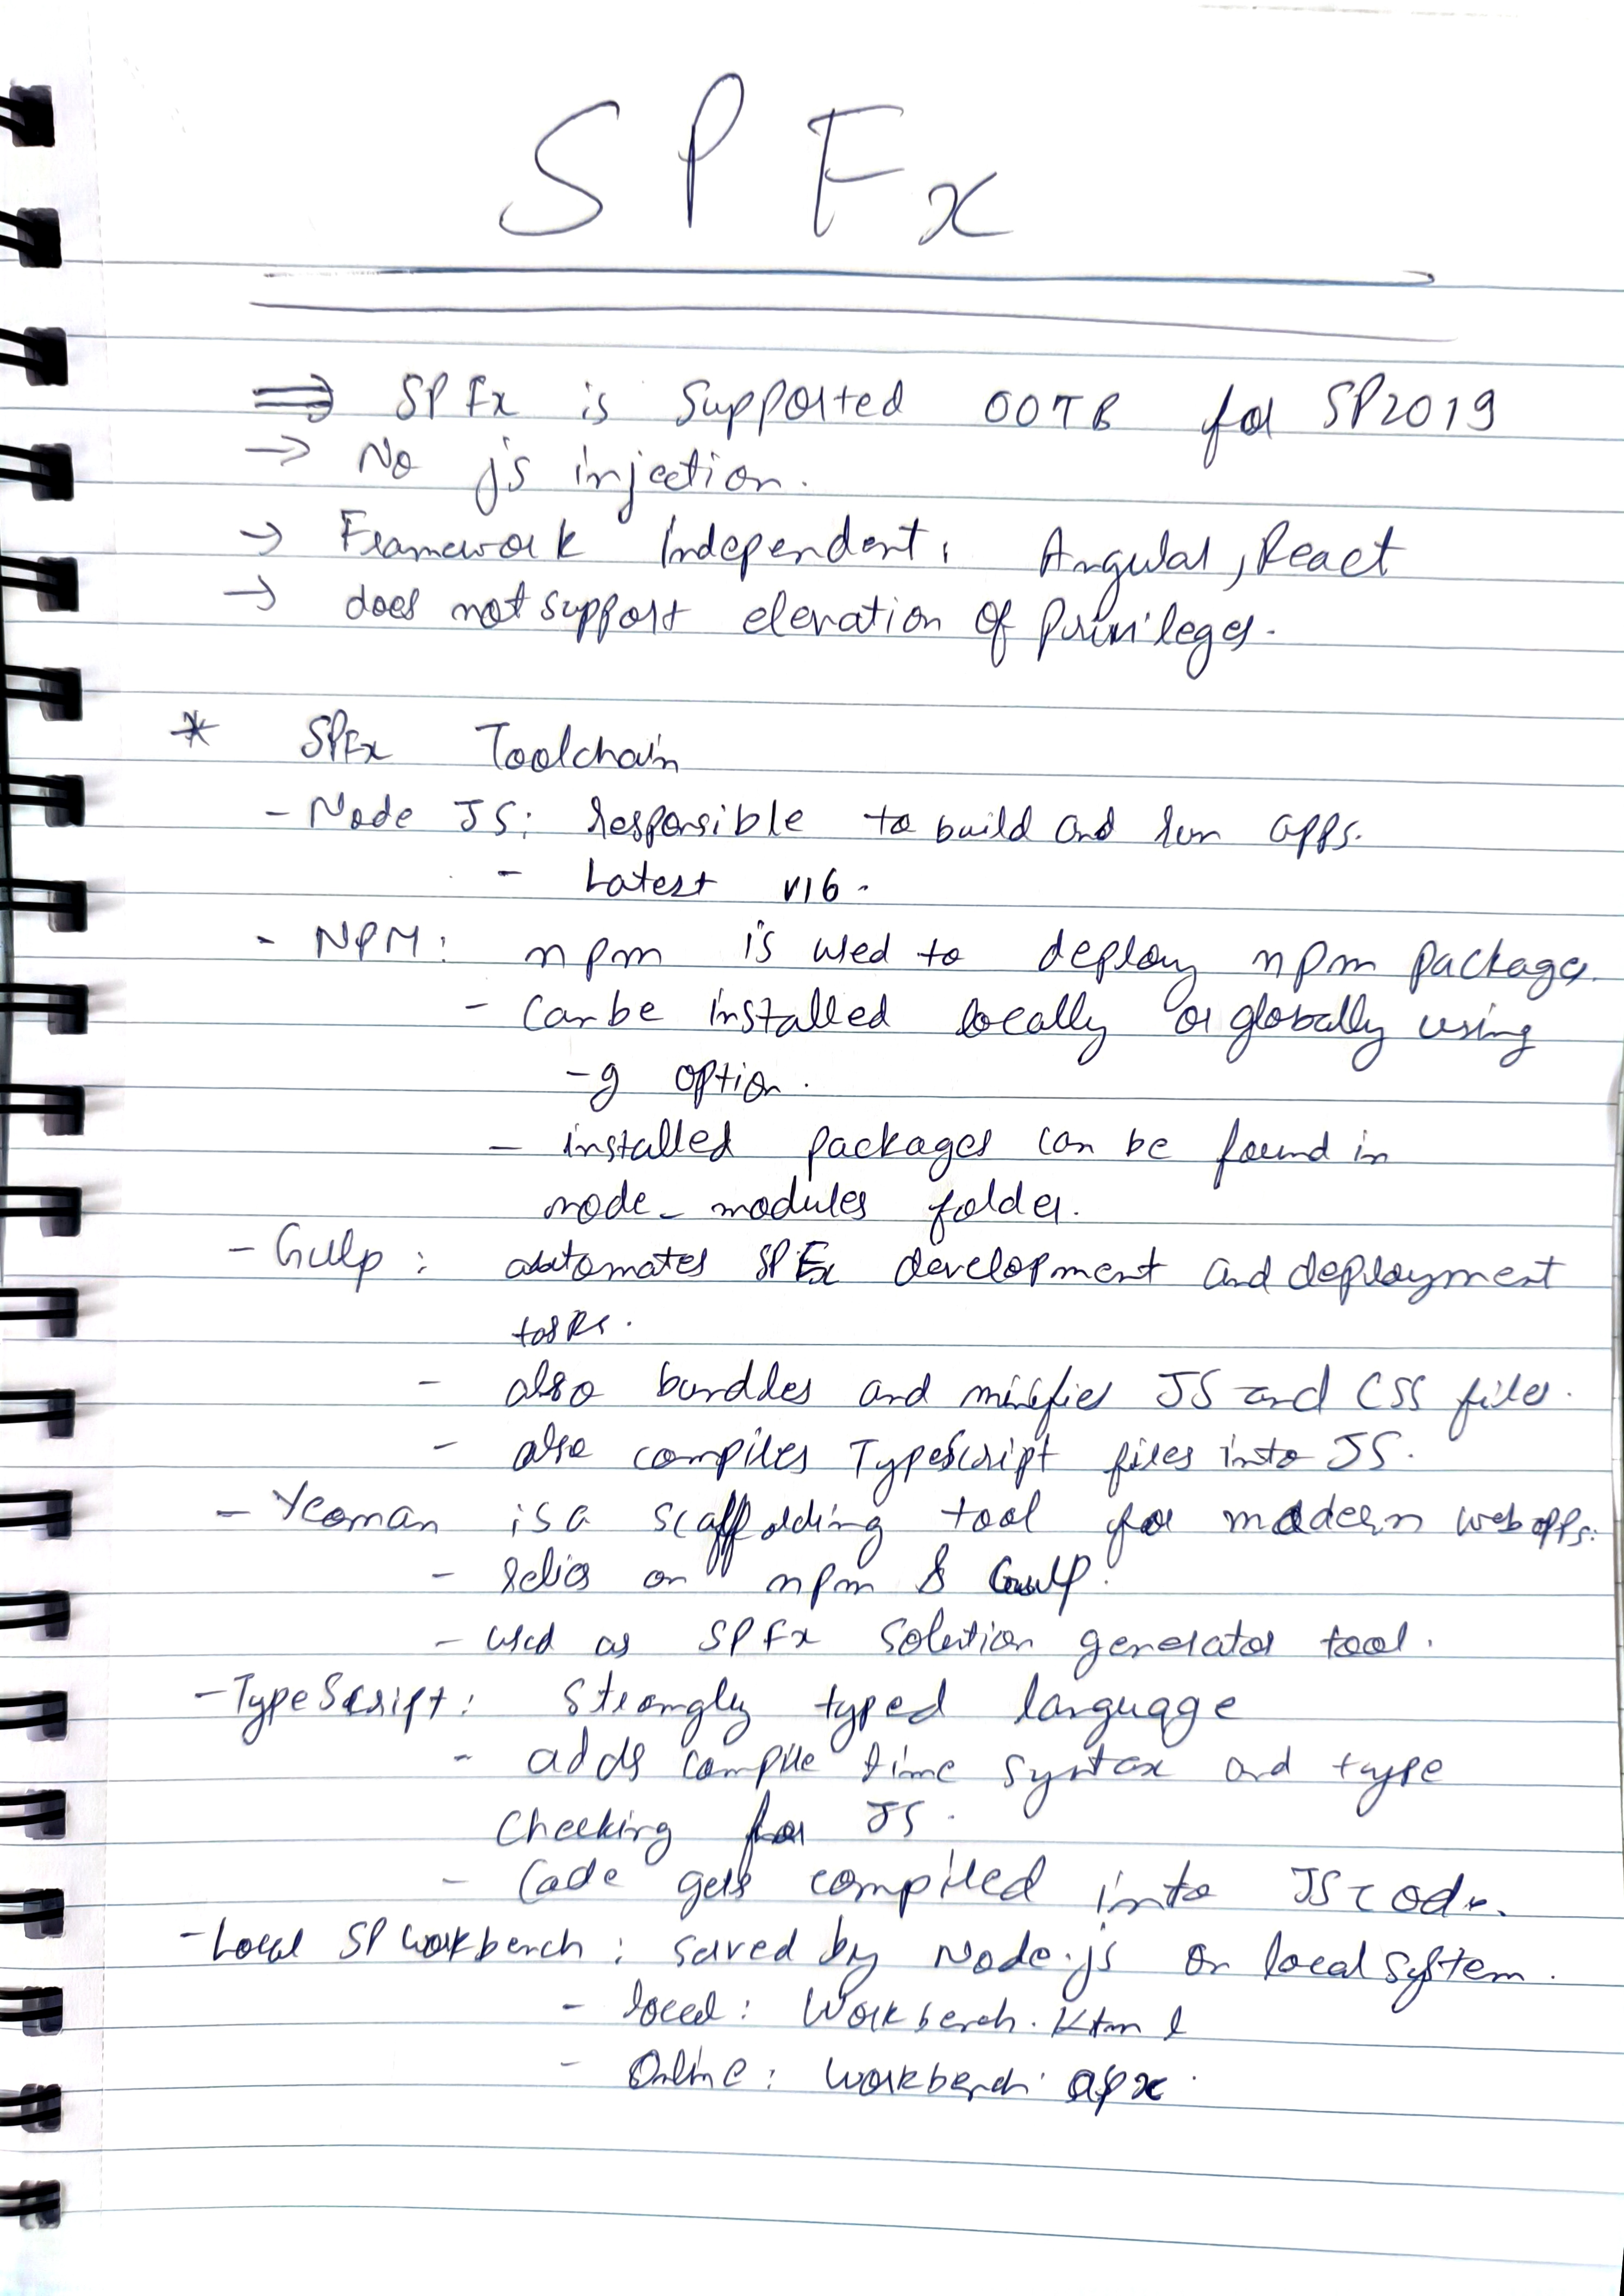 SPFx
⇒ SPFx is supported OOTB for SP2019
→ No js injection.
→ Framework Independent, Angular, React
→ does not support elevation of privileges.
* SPFx Toolchain
- Node JS: responsible to build and run apps.
- Latest v16.
- NPM: npm is used to deploy npm packages.
- can be installed locally or globally using
-g option.
- installed packages can be found in
node_modules folder.
- Gulp: automates SPFx development and deployment
tasks.
- also bundles and minifies JS and CSS files.
- also compiles TypeScript files into JS.
- Yeoman is a scaffolding tool for modern web apps.
- relies on npm & Gulp.
- used as SPFx solution generator tool.
- TypeScript: Strongly typed language
- adds compile time syntax and type
checking for JS.
- Code gets compiled into JS code.
- Local SP workbench: served by Node.js on local system.
- local: Workbench.html
- Online: workbench.aspx.